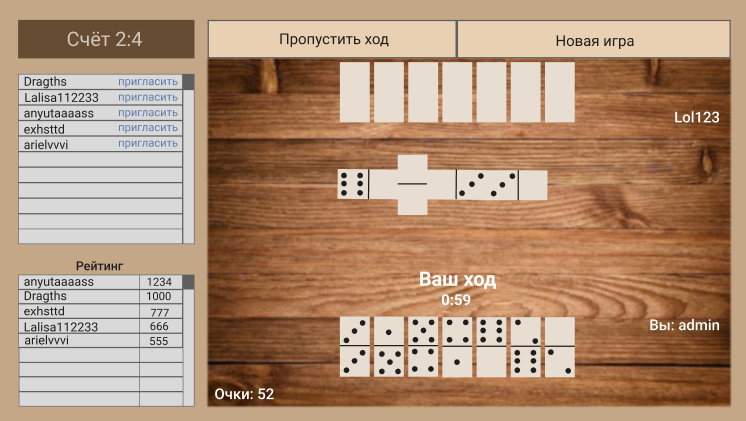 Счёт 2:4
Пропустить ход
Новая игра
Dragths пригласить
Lalisa112233 пригласить
anyutaaaass пригласить
exhsttd пригласить
arielvvvi пригласить
Lol123
Рейтинг
anyutaaaass 1234
Dragths 1000
exhsttd 777
Lalisa112233 666
arielvvvi 555
Ваш ход
0:59
Вы: admin
Очки: 52